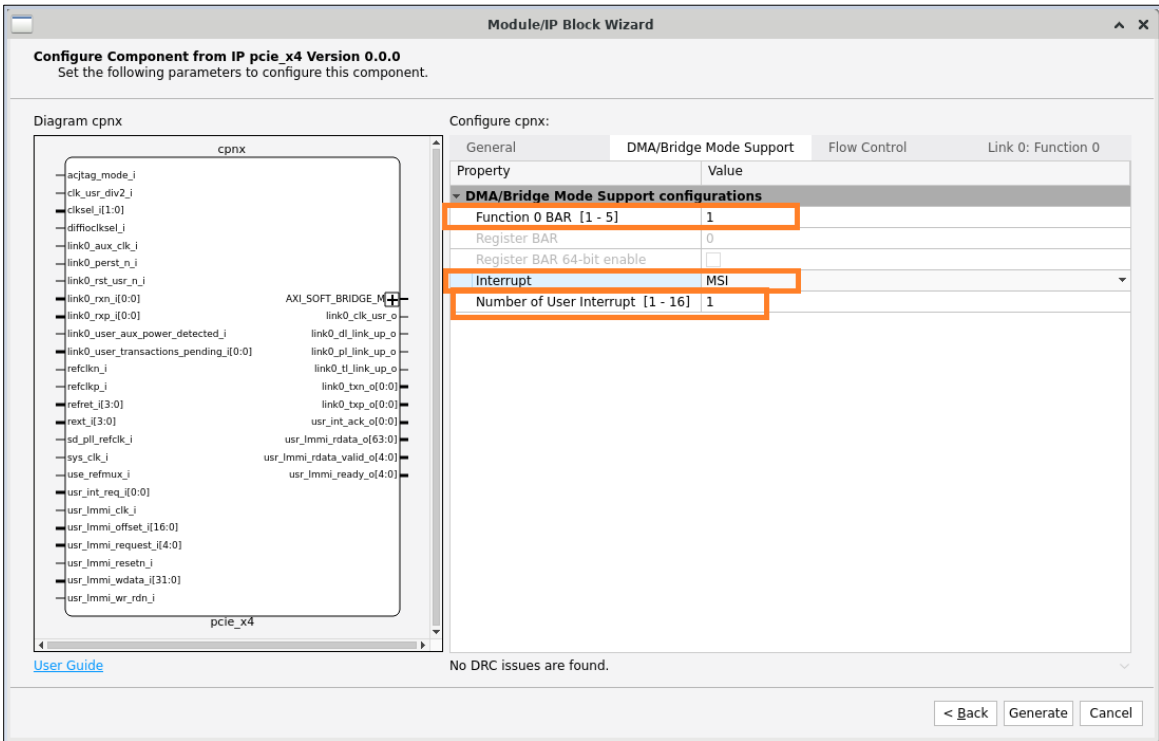 Module/IP Block Wizard
Configure Component from IP pcie_x4 Version 0.0.0
Set the following parameters to configure this component.
Diagram cpnx
cpnx
acjtag_mode_i
clk_usr_div2_i
clksel_i[1:0]
diffioclksel_i
link0_aux_clk_i
link0_perst_n_i
link0_rst_usr_n_i
link0_rxn_i[0:0]
link0_rxp_i[0:0]
link0_user_aux_power_detected_i
link0_user_transactions_pending_i[0:0]
refclkn_i
refclkp_i
refret_i[3:0]
rext_i[3:0]
sd_pll_refclk_i
sys_clk_i
use_refmux_i
usr_int_req_i[0:0]
usr_lmmi_clk_i
usr_lmmi_offset_i[16:0]
usr_lmmi_request_i[4:0]
usr_lmmi_resetn_i
usr_lmmi_wdata_i[31:0]
usr_lmmi_wr_rdn_i
AXI_SOFT_BRIDGE_M
link0_clk_usr_o
link0_dl_link_up_o
link0_pl_link_up_o
link0_tl_link_up_o
link0_txn_o[0:0]
link0_txp_o[0:0]
usr_int_ack_o[0:0]
usr_lmmi_rdata_o[63:0]
usr_lmmi_rdata_valid_o[4:0]
usr_lmmi_ready_o[4:0]
pcie_x4
User Guide
Configure cpnx:
General DMA/Bridge Mode Support Flow Control Link 0: Function 0
Property Value
DMA/Bridge Mode Support configurations
Function 0 BAR [1 - 5] 1
Register BAR 0
Register BAR 64-bit enable
Interrupt MSI
Number of User Interrupt [1 - 16] 1
No DRC issues are found.
< Back Generate Cancel